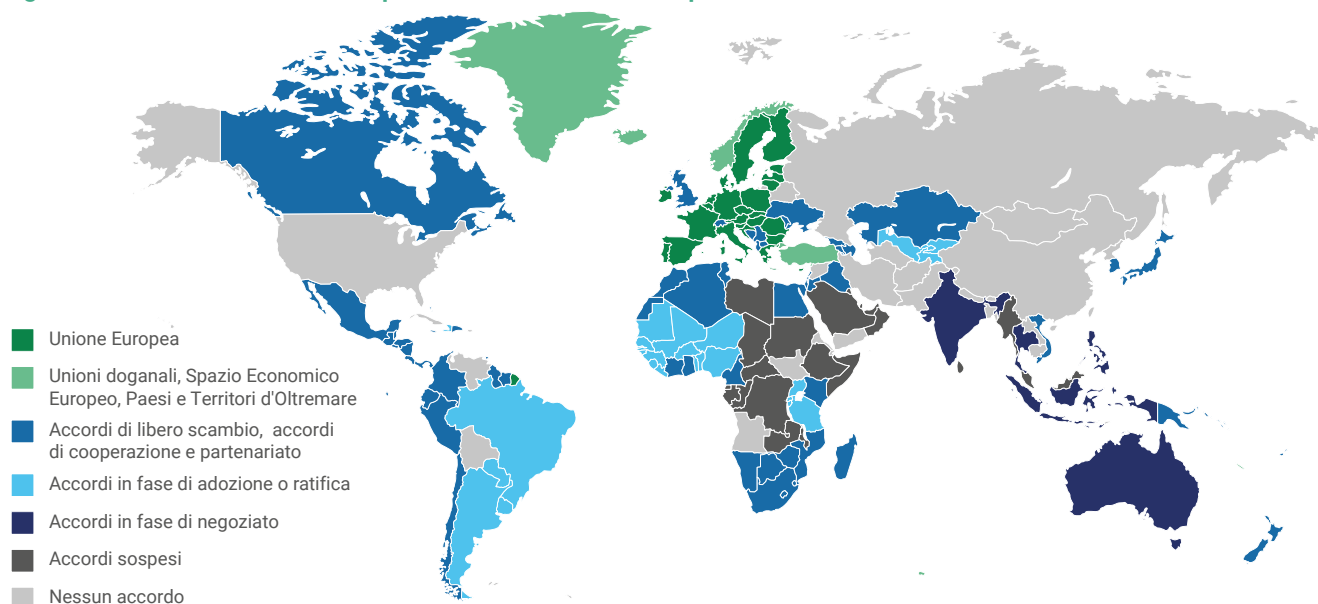 Unione Europea
Unioni doganali, Spazio Economico
Europeo, Paesi e Territori d'Oltremare
Accordi di libero scambio, accordi
di cooperazione e partenariato
Accordi in fase di adozione o ratifica
Accordi in fase di negoziato
Accordi sospesi
Nessun accordo